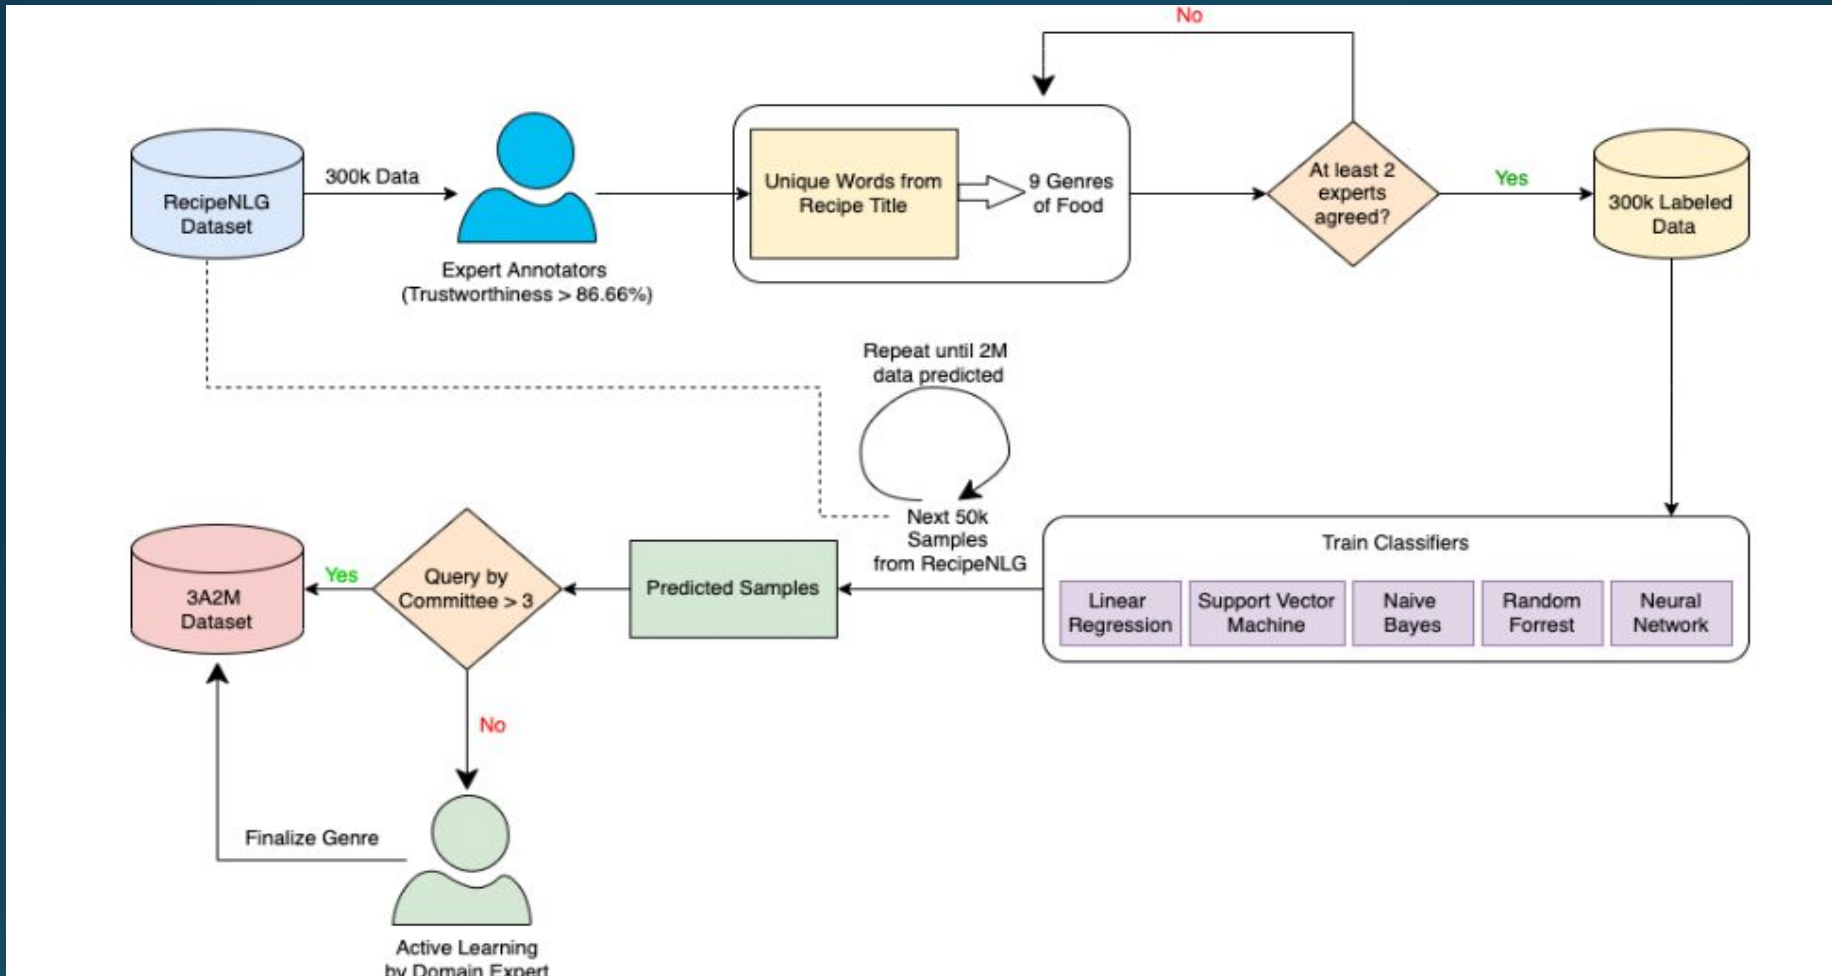 No
RecipeNLG
Dataset
300k Data
Expert Annotators
(Trustworthiness > 86.66%)
Unique Words from
Recipe Title
9 Genres
of Food
At least 2
experts
agreed?
Yes
300k Labeled
Data
Repeat until 2M
data predicted
Next 50k
Samples
from RecipeNLG
Train Classifiers
Linear
Regression
Support Vector
Machine
Naive
Bayes
Random
Forrest
Neural
Network
Predicted Samples
Query by
Committee > 3
Yes
3A2M
Dataset
No
Finalize Genre
Active Learning
by Domain Expert